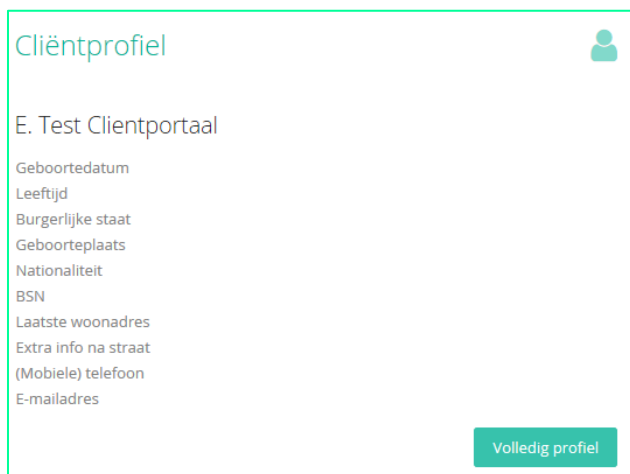 Cliëntprofiel
E. Test Clientportaal
Geboortedatum
Leeftijd
Burgerlijke staat
Geboorteplaats
Nationaliteit
BSN
Laatste woonadres
Extra info na straat
(Mobiele) telefoon
E-mailadres
Volledig profiel